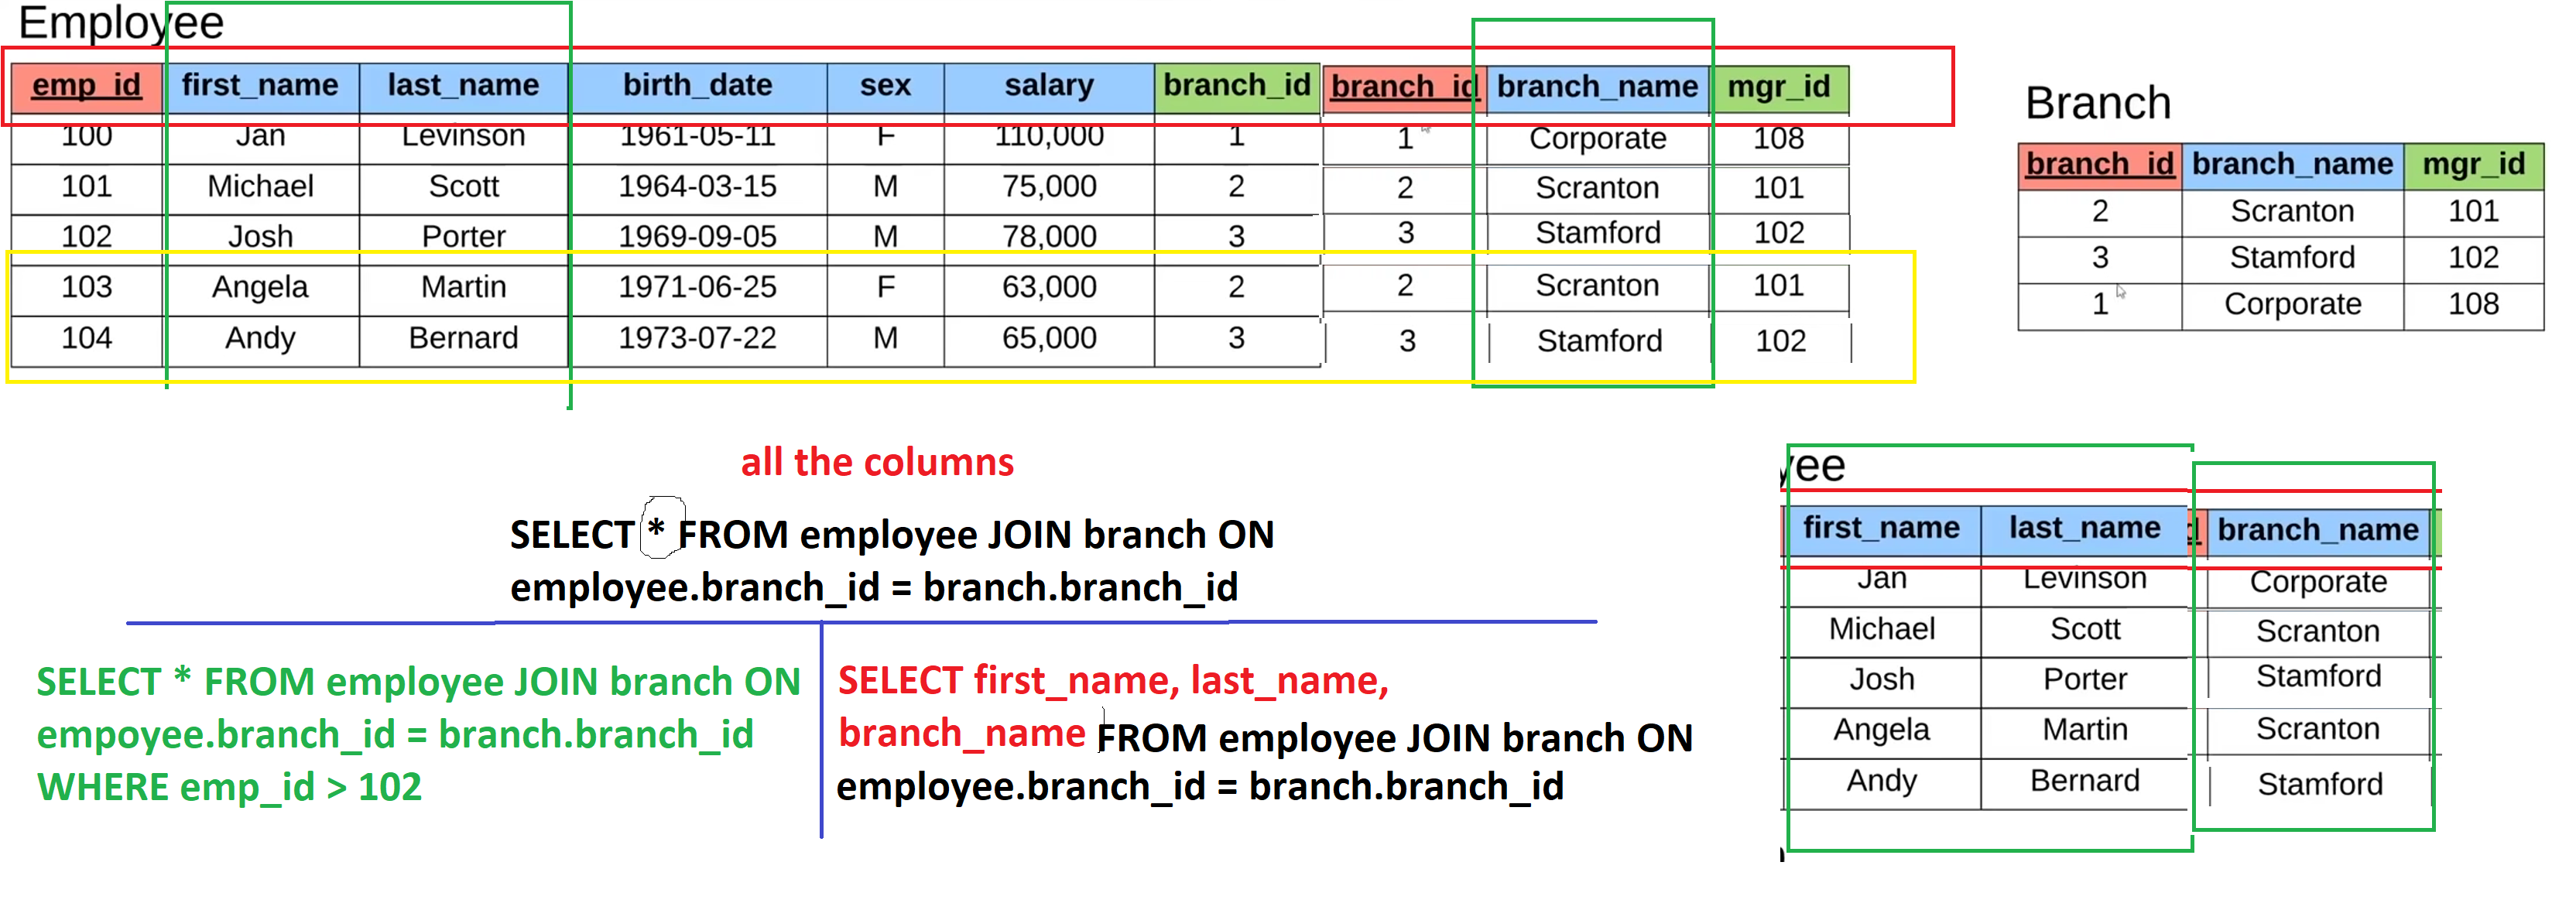 Employee
emp_id first_name last_name birth_date sex salary branch_id branch_id branch_name mgr_id
100 Jan Levinson 1961-05-11 F 110,000 1 1 Corporate 108
101 Michael Scott 1964-03-15 M 75,000 2 2 Scranton 101
102 Josh Porter 1969-09-05 M 78,000 3 3 Stamford 102
103 Angela Martin 1971-06-25 F 63,000 2 2 Scranton 101
104 Andy Bernard 1973-07-22 M 65,000 3 3 Stamford 102
Branch
branch_id branch_name mgr_id
2 Scranton 101
3 Stamford 102
1 Corporate 108
all the columns
SELECT * FROM employee JOIN branch ON
employee.branch_id = branch.branch_id
SELECT * FROM employee JOIN branch ON
empoyee.branch_id = branch.branch_id
WHERE emp_id > 102
SELECT first_name, last_name,
branch_name FROM employee JOIN branch ON
employee.branch_id = branch.branch_id
yee
first_name last_name d branch_name
Jan Levinson Corporate
Michael Scott Scranton
Josh Porter Stamford
Angela Martin Scranton
Andy Bernard Stamford